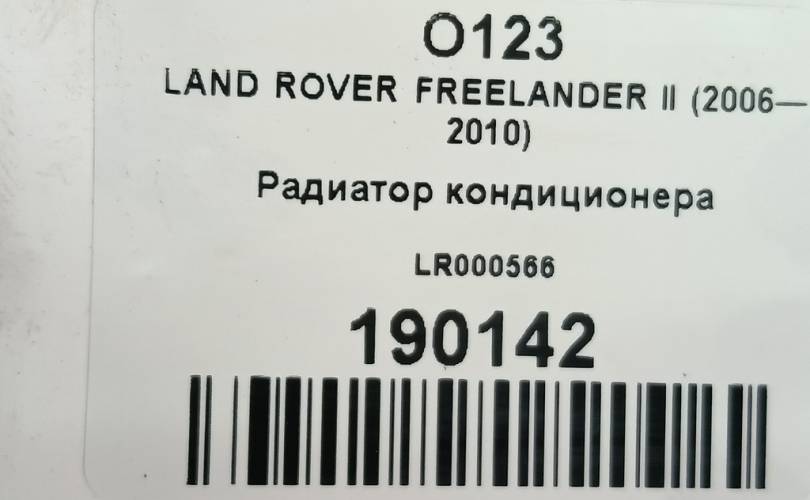 O123
LAND ROVER FREELANDER II (2006—
2010)
Радиатор кондиционера
LR000566
190142